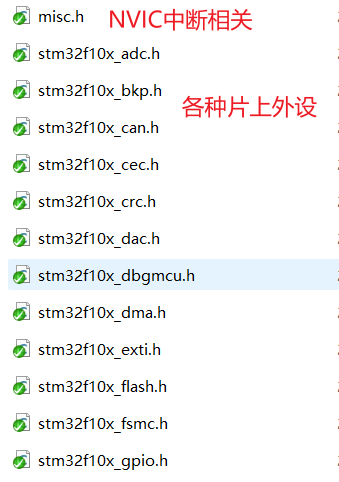 misc.h NVIC中断相关
stm32f10x_adc.h
stm32f10x_bkp.h
各种片上外设
stm32f10x_can.h
stm32f10x_cec.h
stm32f10x_crc.h
stm32f10x_dac.h
stm32f10x_dbgmcu.h
stm32f10x_dma.h
stm32f10x_exti.h
stm32f10x_flash.h
stm32f10x_fsmc.h
stm32f10x_gpio.h